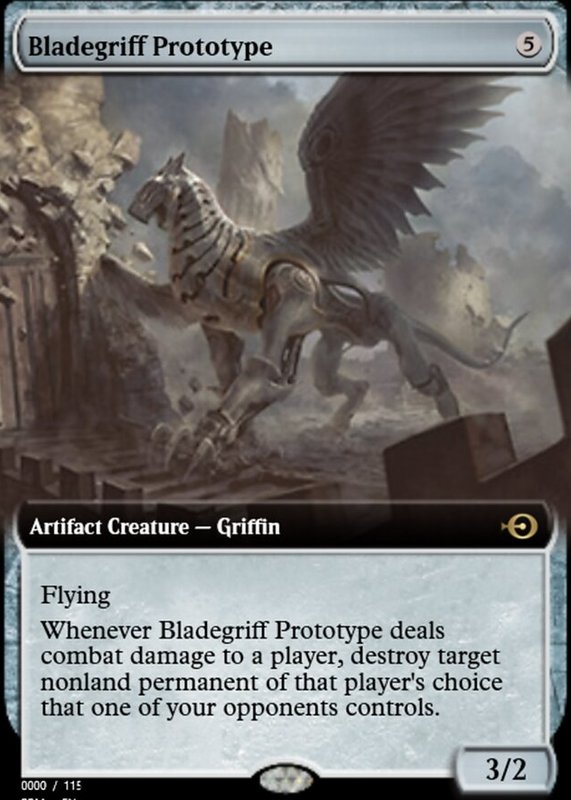 Bladegriff Prototype 5
Artifact Creature — Griffin
Flying
Whenever Bladegriff Prototype deals
combat damage to a player, destroy target
nonland permanent of that player's choice
that one of your opponents controls.
3/2
0000 / 115